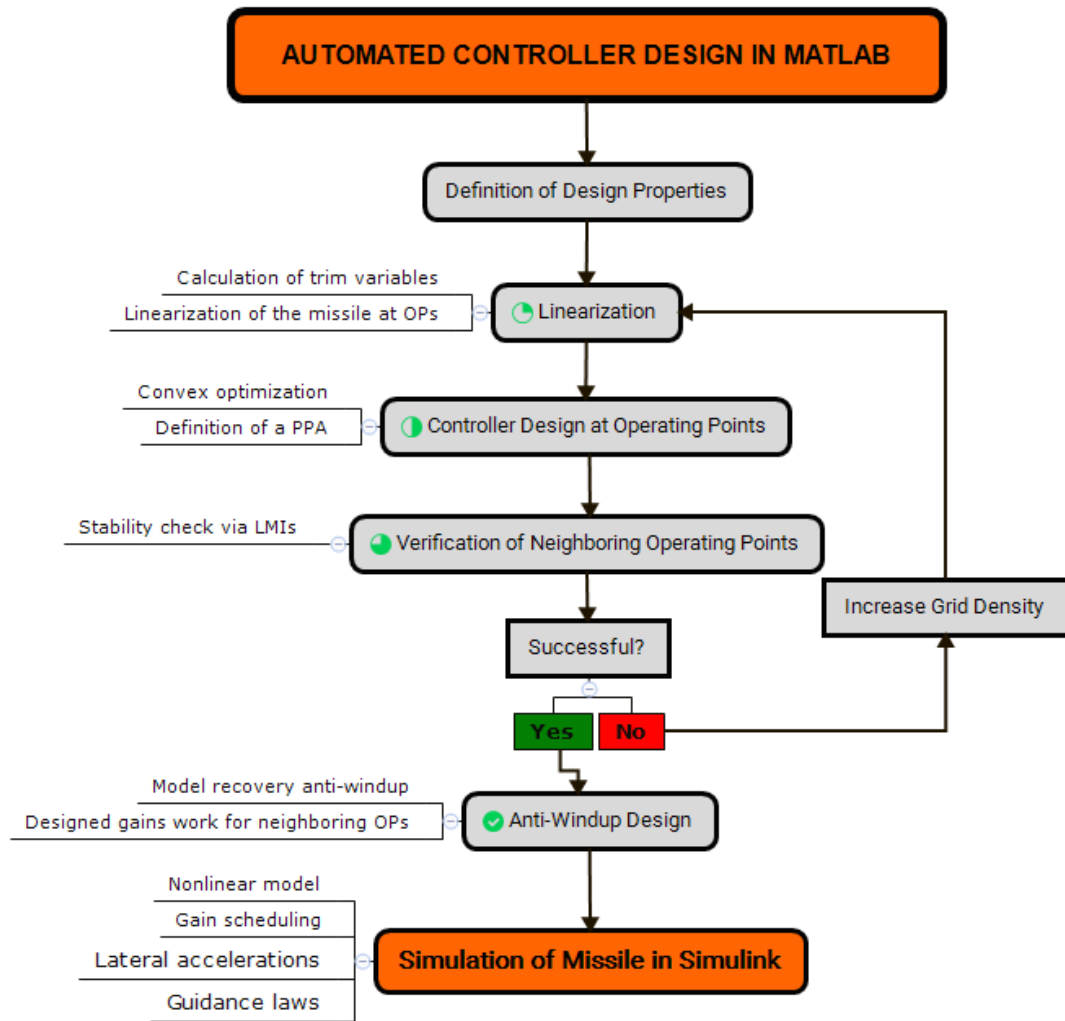 AUTOMATED CONTROLLER DESIGN IN MATLAB
Definition of Design Properties
Calculation of trim variables
Linearization of the missile at OPs
Linearization
Convex optimization
Definition of a PPA
Controller Design at Operating Points
Stability check via LMIs
Verification of Neighboring Operating Points
Increase Grid Density
Successful?
Yes
No
Model recovery anti-windup
Designed gains work for neighboring OPs
Anti-Windup Design
Nonlinear model
Gain scheduling
Lateral accelerations
Guidance laws
Simulation of Missile in Simulink